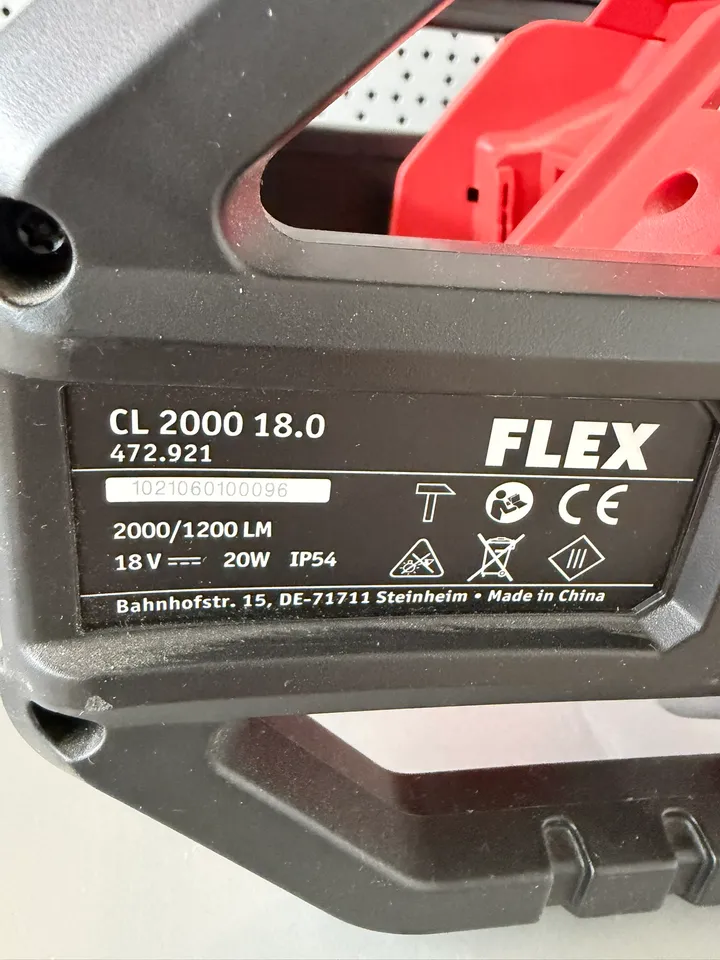 CL 2000 18.0
472.921
FLEX
1021060100096
CE
2000/1200 LM
18 V ⎓ 20W IP54
Bahnhofstr. 15, DE-71711 Steinheim • Made in China